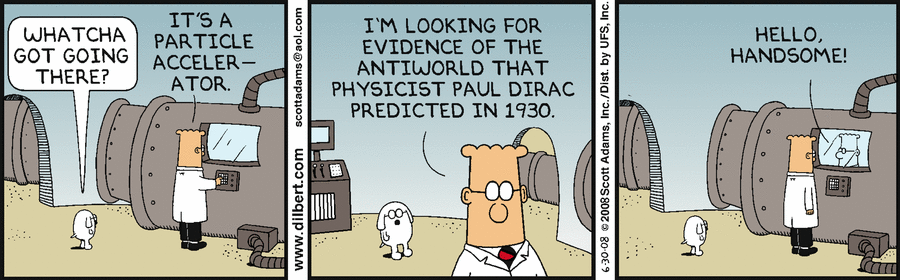 WHATCHA
GOT GOING
THERE?
IT'S A
PARTICLE
ACCELER–
ATOR.
www.dilbert.com
scottadams@aol.com
I'M LOOKING FOR
EVIDENCE OF THE
ANTIWORLD THAT
PHYSICIST PAUL DIRAC
PREDICTED IN 1930.
6-30-08 © 2008 Scott Adams, Inc./Dist. by UFS, Inc.
HELLO,
HANDSOME!